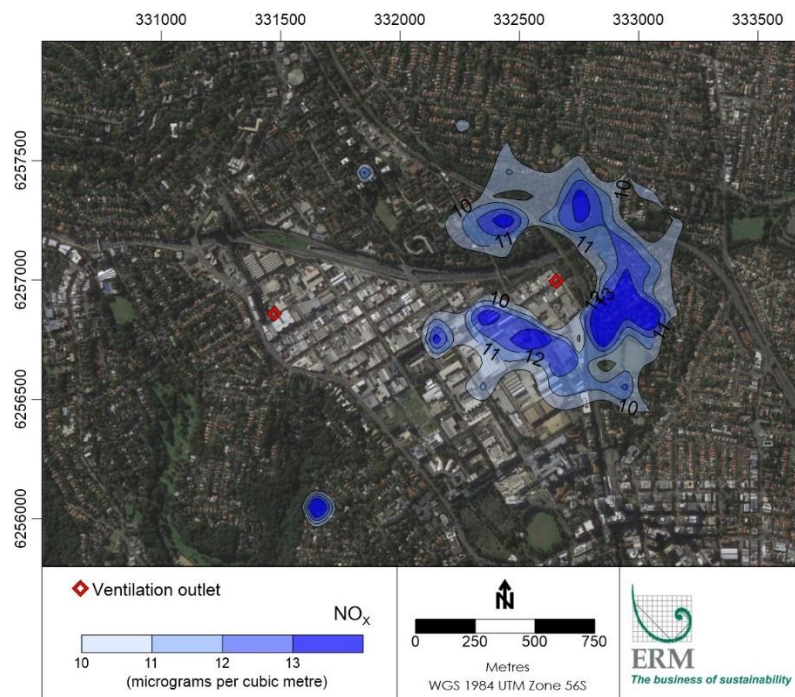 331000 331500 332000 332500 333000 333500
6257500
6257000
6256500
6256000
10
10
11
11
12
13
11
10
11
12
10
Ventilation outlet
NOX
10 11 12 13
(micrograms per cubic metre)
N
0 250 500 750
Metres
WGS 1984 UTM Zone 56S
ERM
The business of sustainability